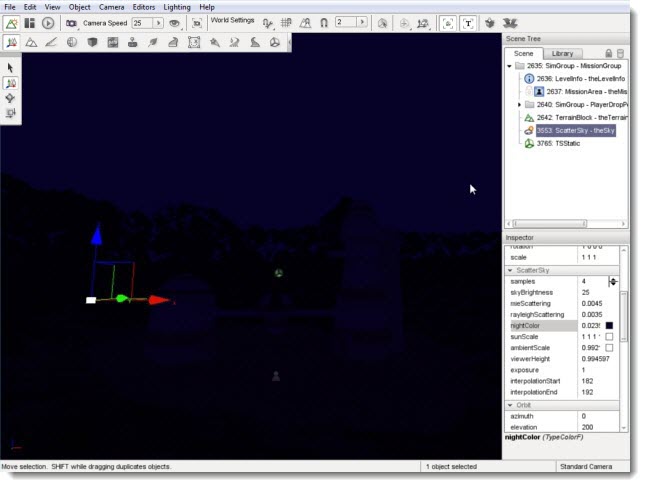 File Edit View Object Camera Editors Lighting Help
Camera Speed 25 World Settings 2
Scene Tree
Scene Library
2635: SimGroup - MissionGroup
2636: LevelInfo - theLevelInfo
2637: MissionArea - theMis
2640: SimGroup - PlayerDropP
2642: TerrainBlock - theTerrain
3553: ScatterSky - theSky
3765: TSStatic
Inspector
rotation 1 0 0 0
scale 1 1 1
ScatterSky
samples 4
skyBrightness 25
mieScattering 0.0045
rayleighScattering 0.0035
nightColor 0.023
sunScale 1 1 1
ambientScale 0.992
viewerHeight 0.994597
exposure 1
interpolationStart 182
interpolationEnd 192
Orbit
azimuth 0
elevation 200
nightColor (TypeColorF)
Move selection. SHIFT while dragging duplicates objects. 1 object selected Standard Camera